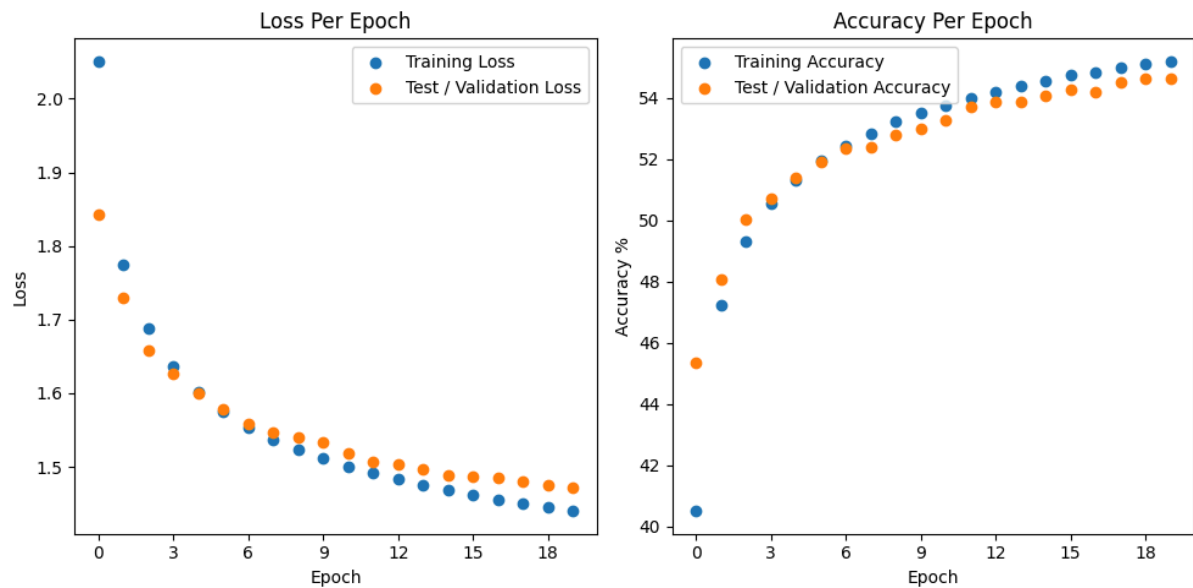 Loss Per Epoch
Training Loss
Test / Validation Loss
Loss
2.0
1.9
1.8
1.7
1.6
1.5
0 3 6 9 12 15 18
Epoch
Accuracy Per Epoch
Training Accuracy
Test / Validation Accuracy
Accuracy %
54
52
50
48
46
44
42
40
0 3 6 9 12 15 18
Epoch